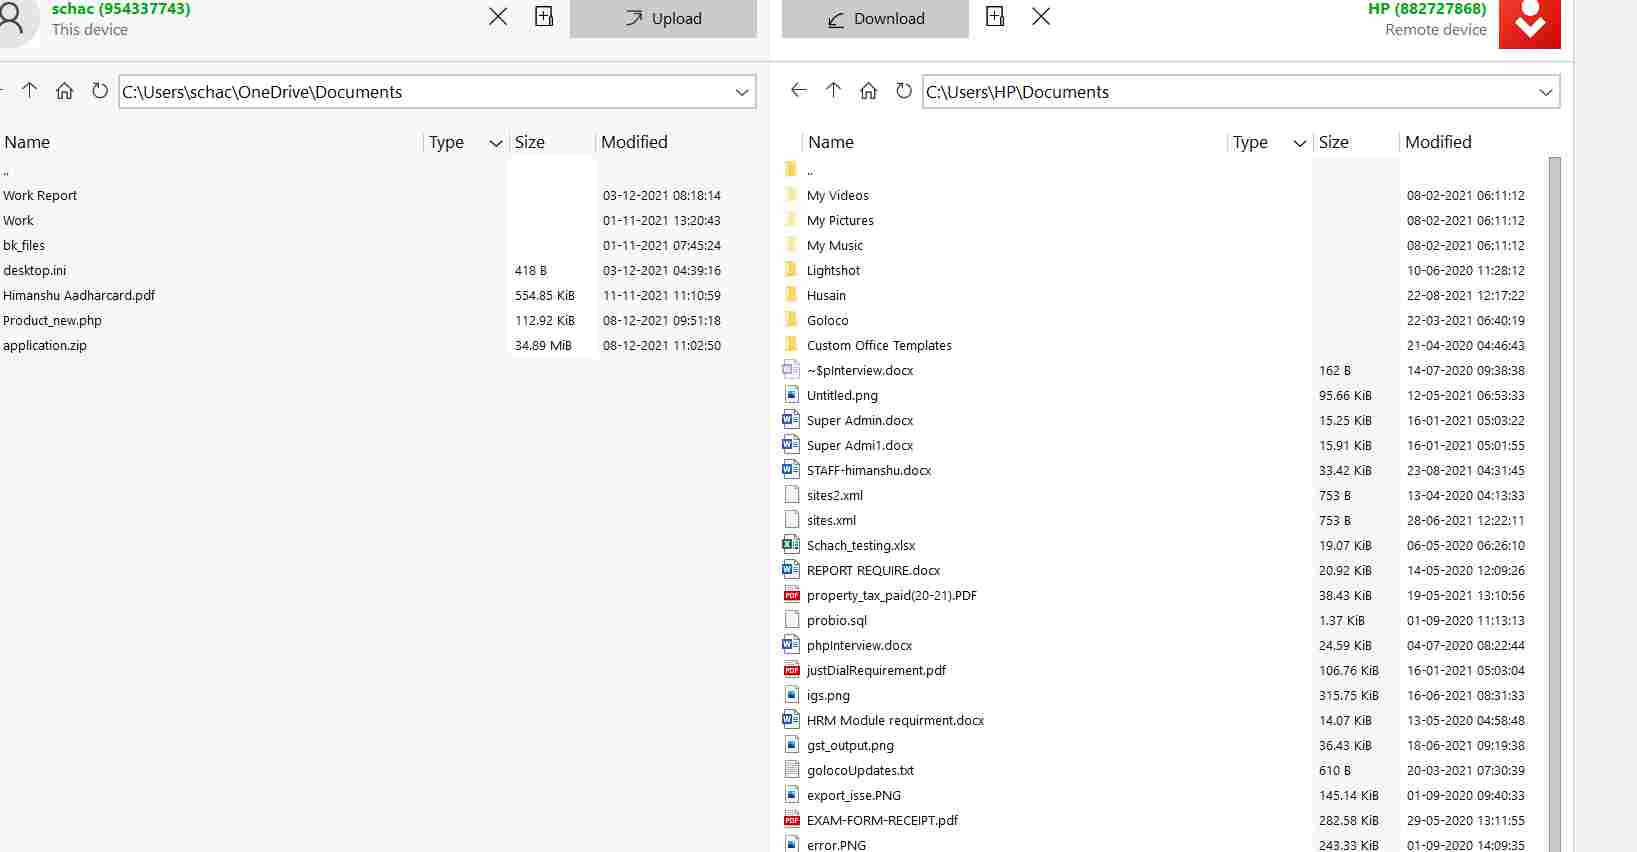 schac (954337743)
This device
Upload
C:\Users\schac\OneDrive\Documents
Name Type Size Modified
..
Work Report 03-12-2021 08:18:14
Work 01-11-2021 13:20:43
bk_files 01-11-2021 07:45:24
desktop.ini 418 B 03-12-2021 04:39:16
Himanshu Aadharcard.pdf 554.85 KiB 11-11-2021 11:10:59
Product_new.php 112.92 KiB 08-12-2021 09:51:18
application.zip 34.89 MiB 08-12-2021 11:02:50
Download
HP (882727868)
Remote device
C:\Users\HP\Documents
Name Type Size Modified
..
My Videos 08-02-2021 06:11:12
My Pictures 08-02-2021 06:11:12
My Music 08-02-2021 06:11:12
Lightshot 10-06-2020 11:28:12
Husain 22-08-2021 12:17:22
Goloco 22-03-2021 06:40:19
Custom Office Templates 21-04-2020 04:46:43
~$pInterview.docx 162 B 14-07-2020 09:38:38
Untitled.png 95.66 KiB 12-05-2021 06:53:33
Super Admin.docx 15.25 KiB 16-01-2021 05:03:22
Super Admi1.docx 15.91 KiB 16-01-2021 05:01:55
STAFF-himanshu.docx 33.42 KiB 23-08-2021 04:31:45
sites2.xml 753 B 13-04-2020 04:13:33
sites.xml 753 B 28-06-2021 12:22:11
Schach_testing.xlsx 19.07 KiB 06-05-2020 06:26:10
REPORT REQUIRE.docx 20.92 KiB 14-05-2020 12:09:26
property_tax_paid(20-21).PDF 38.43 KiB 19-05-2021 13:10:56
probio.sql 1.37 KiB 01-09-2020 11:13:13
phpInterview.docx 24.59 KiB 04-07-2020 08:22:44
justDialRequirement.pdf 106.76 KiB 16-01-2021 05:03:04
igs.png 315.75 KiB 16-06-2021 08:31:33
HRM Module requirment.docx 14.07 KiB 13-05-2020 04:58:48
gst_output.png 36.43 KiB 18-06-2021 09:19:38
golocoUpdates.txt 610 B 20-03-2021 07:30:39
export_isse.PNG 145.14 KiB 01-09-2020 09:40:33
EXAM-FORM-RECEIPT.pdf 282.58 KiB 29-05-2020 13:11:55
error.PNG 243.33 KiB 01-09-2020 14:09:35